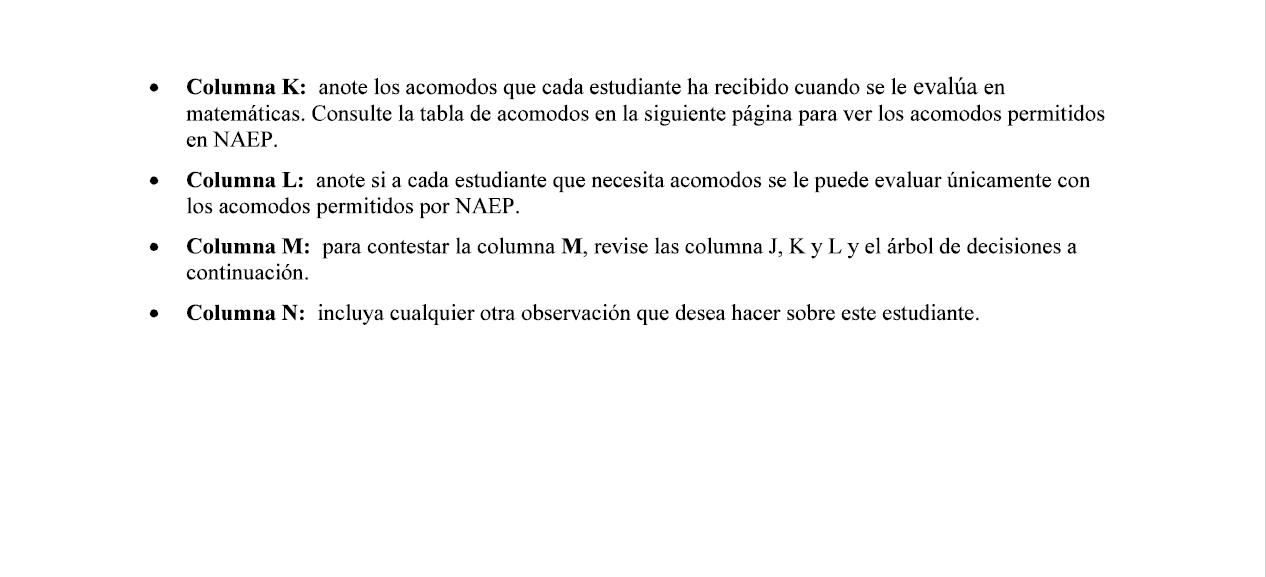 • Columna K: anote los acomodos que cada estudiante ha recibido cuando se le evalúa en
matemáticas. Consulte la tabla de acomodos en la siguiente página para ver los acomodos permitidos
en NAEP.
• Columna L: anote si a cada estudiante que necesita acomodos se le puede evaluar únicamente con
los acomodos permitidos por NAEP.
• Columna M: para contestar la columna M, revise las columna J, K y L y el árbol de decisiones a
continuación.
• Columna N: incluya cualquier otra observación que desea hacer sobre este estudiante.